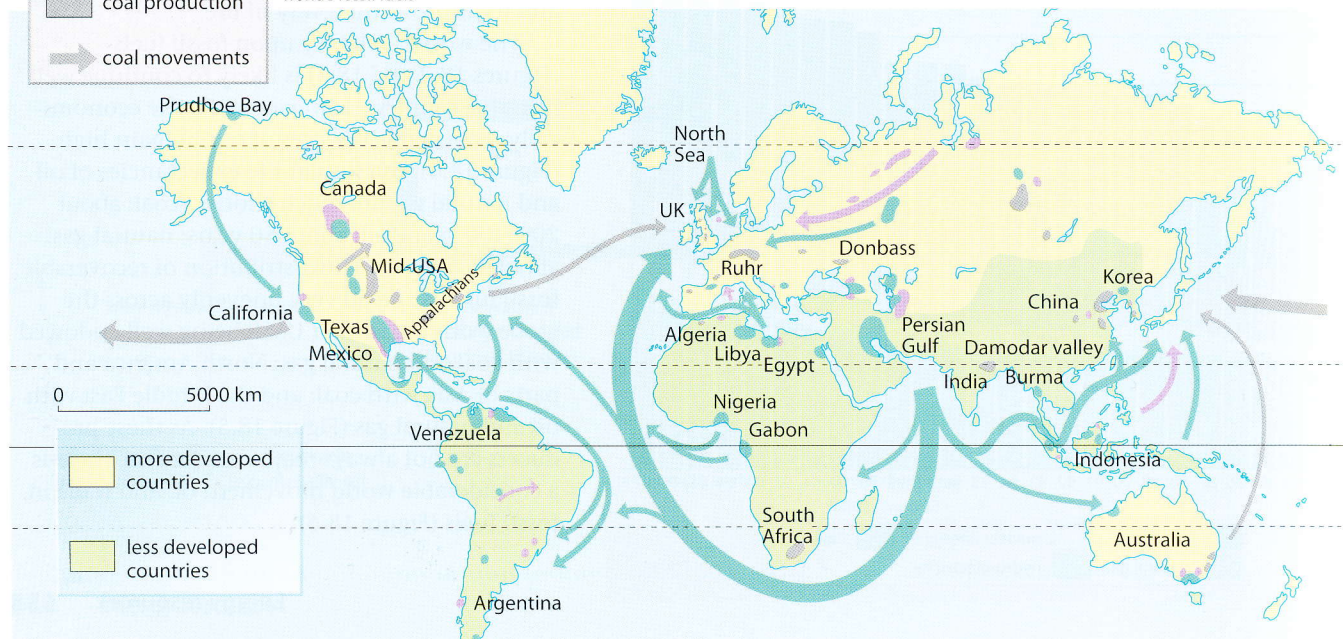 coal production
coal movements
Prudhoe Bay
Canada
Mid-USA
Appalachians
California
Texas
Mexico
0 5000 km
Venezuela
Argentina
North
Sea
UK
Ruhr
Donbass
Algeria
Libya
Egypt
Nigeria
Gabon
South
Africa
Persian
Gulf
Damodar valley
India
Burma
China
Korea
Indonesia
Australia
more developed
countries
less developed
countries